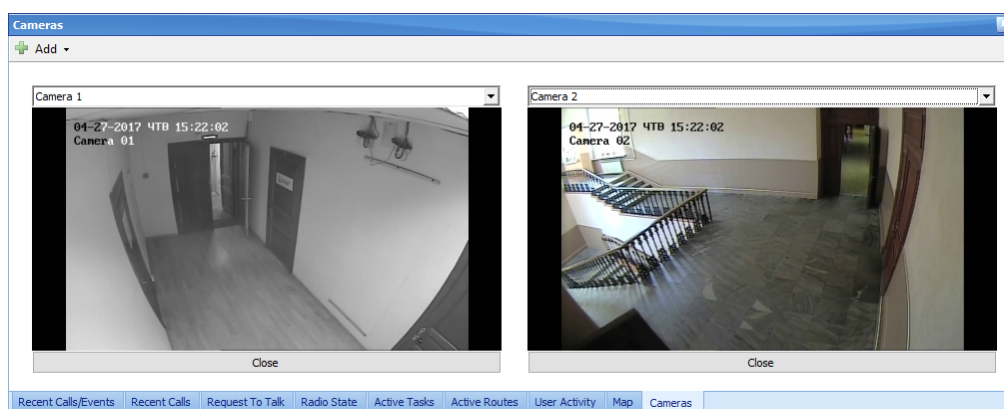 Cameras
Add
Camera 1
Camera 2
04-27-2017 ЧТВ 15:22:02
Camera 01
04-27-2017 ЧТВ 15:22:02
Camera 02
Close
Close
Recent Calls/Events
Recent Calls
Request To Talk
Radio State
Active Tasks
Active Routes
User Activity
Map
Cameras